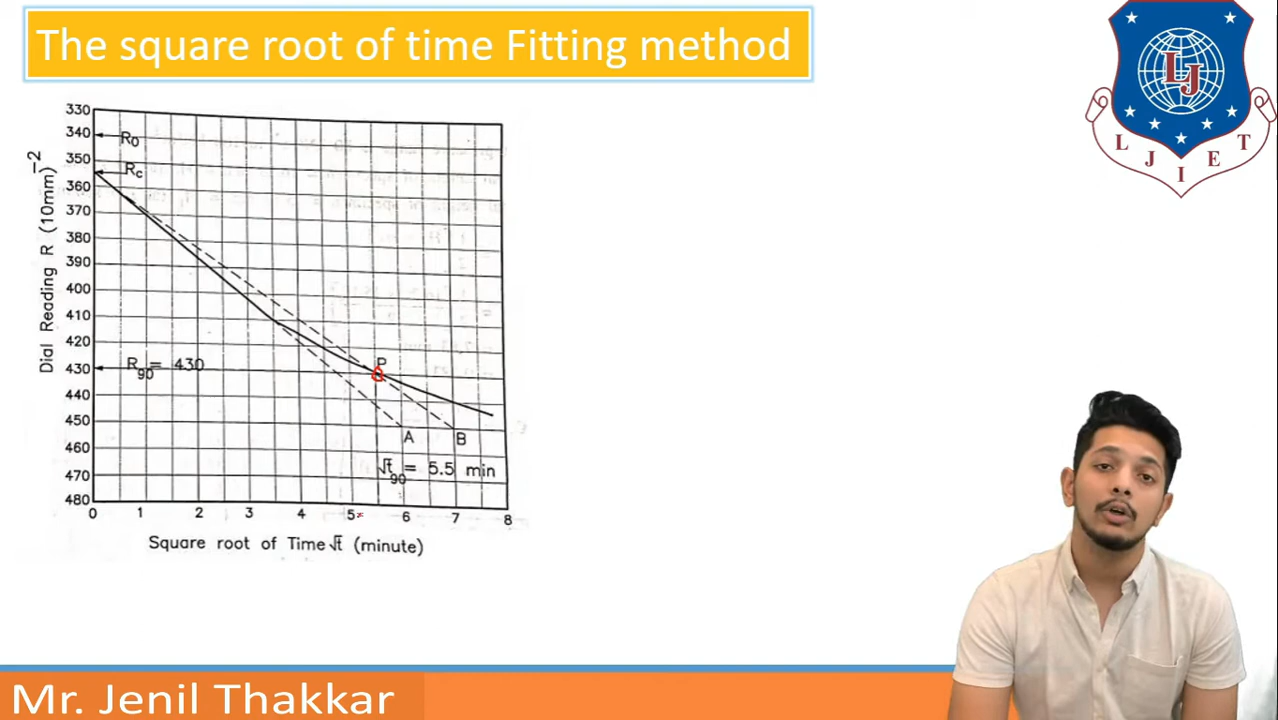 The square root of time Fitting method
LJ
L J I E T
330
340
350
360
370
380
390
400
410
420
430
440
450
460
470
480
Dial Reading R (10mm)-2
R0
Rc
R90 = 430
P
A
B
√t90 = 5.5 min
0 1 2 3 4 5 6 7 8
Square root of Time √t (minute)
Mr. Jenil Thakkar